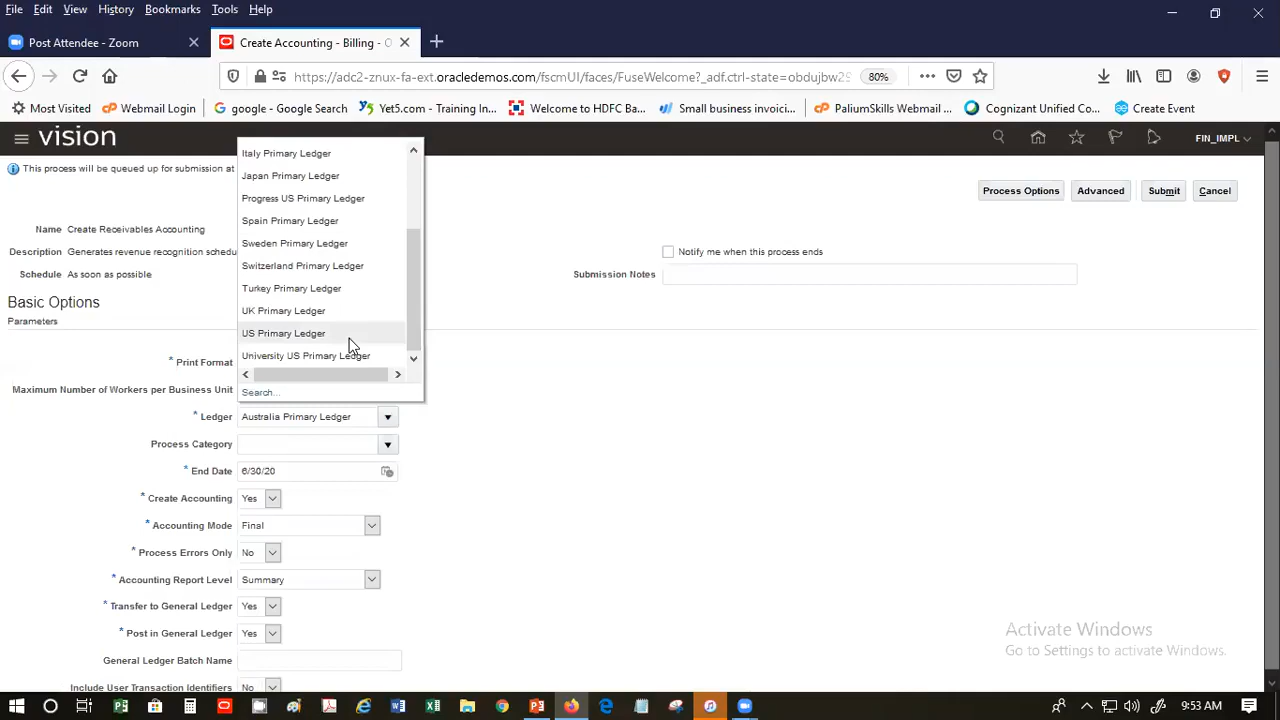 File Edit View History Bookmarks Tools Help
Post Attendee - Zoom
Create Accounting - Billing - O
https://adc2-znux-fa-ext.oracledemos.com/fscmUI/faces/FuseWelcome?_adf.ctrl-state=obdujbw29
80%
Most Visited Webmail Login google - Google Search Yet5.com - Training In... Welcome to HDFC Ba... Small business invoici... PaliumSkills Webmail ... Cognizant Unified Co... Create Event
vision
FIN_IMPL
This process will be queued up for submission at
Process Options Advanced Submit Cancel
Name Create Receivables Accounting
Description Generates revenue recognition schedu
Schedule As soon as possible
Notify me when this process ends
Submission Notes
Basic Options
Parameters
Italy Primary Ledger
Japan Primary Ledger
Progress US Primary Ledger
Spain Primary Ledger
Sweden Primary Ledger
Switzerland Primary Ledger
Turkey Primary Ledger
UK Primary Ledger
US Primary Ledger
University US Primary Ledger
Search...
* Print Format
Maximum Number of Workers per Business Unit
* Ledger Australia Primary Ledger
Process Category
* End Date 6/30/20
* Create Accounting Yes
* Accounting Mode Final
* Process Errors Only No
* Accounting Report Level Summary
* Transfer to General Ledger Yes
* Post in General Ledger Yes
General Ledger Batch Name
Include User Transaction Identifiers No
Activate Windows
Go to Settings to activate Windows.
9:53 AM